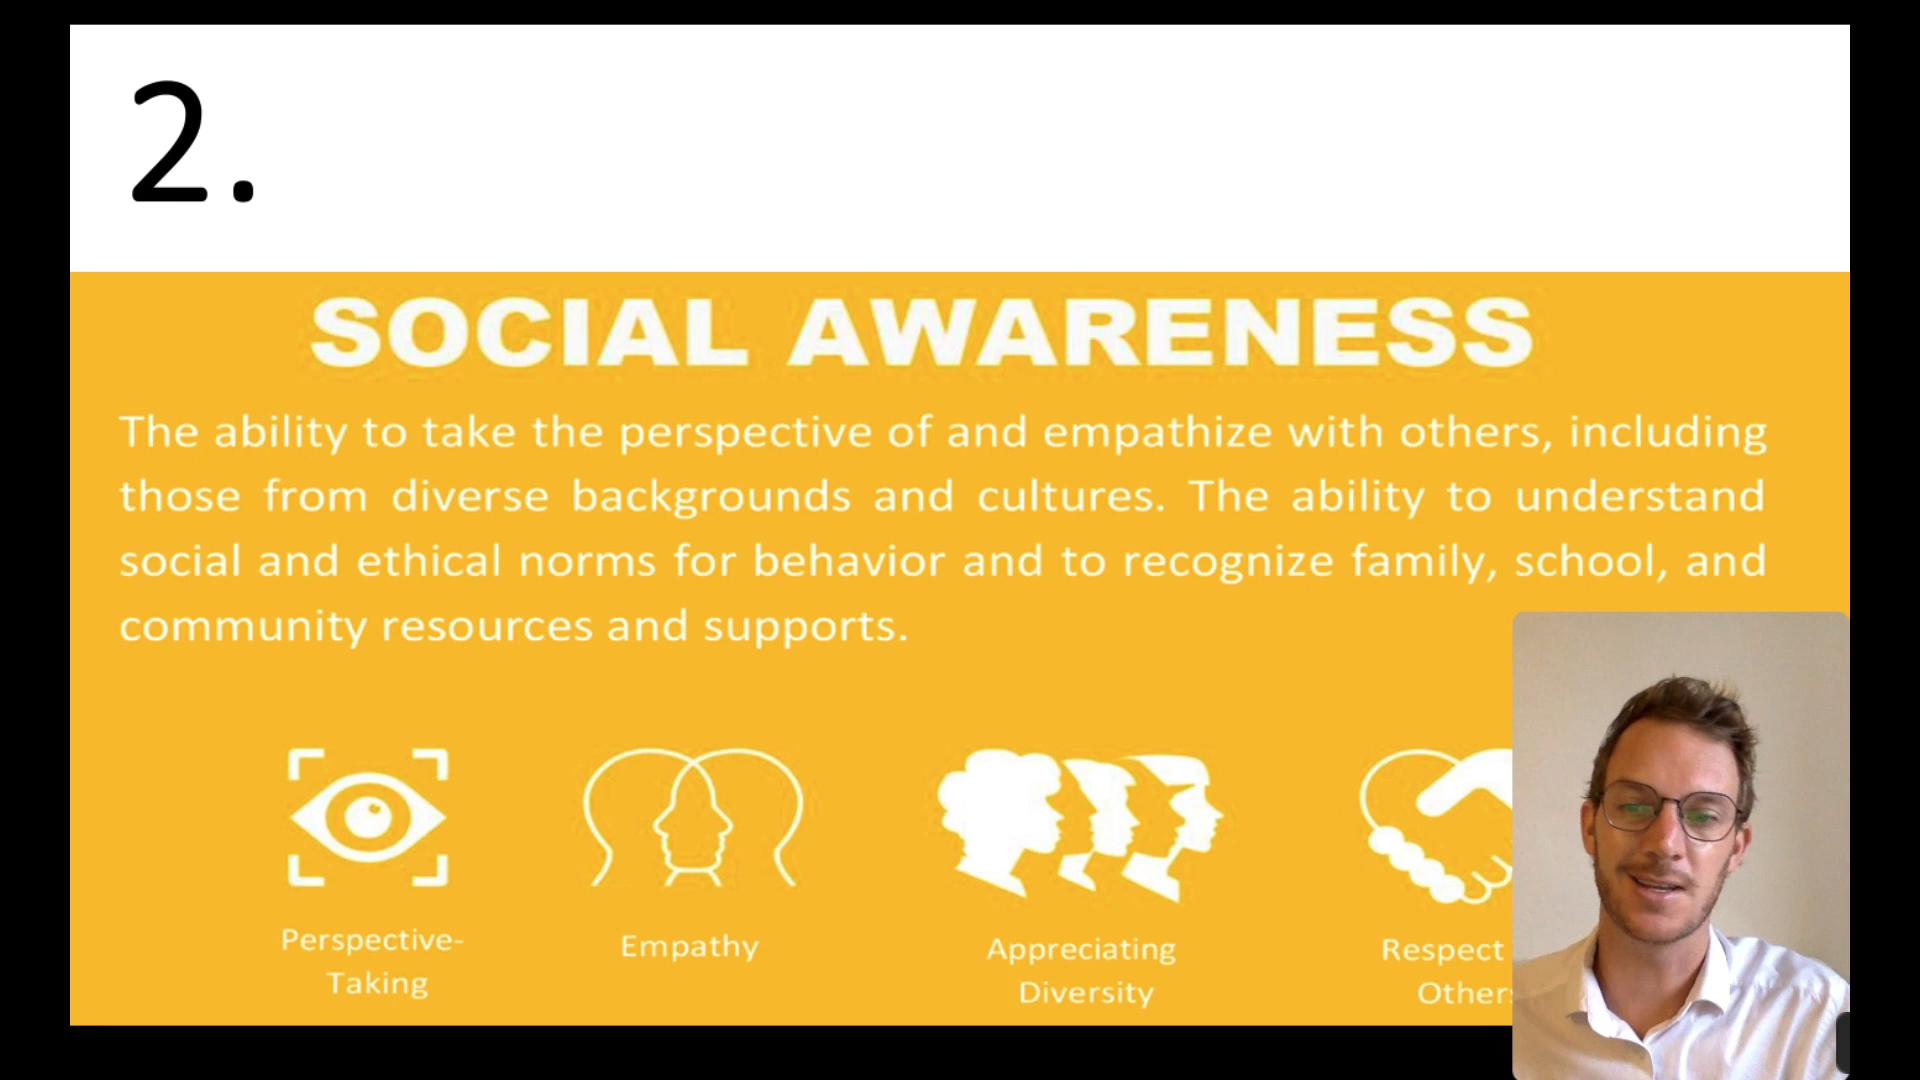 2.
SOCIAL AWARENESS
The ability to take the perspective of and empathize with others, including
those from diverse backgrounds and cultures. The ability to understand
social and ethical norms for behavior and to recognize family, school, and
community resources and supports.
Perspective-
Taking
Empathy
Appreciating
Diversity
Respect
Others